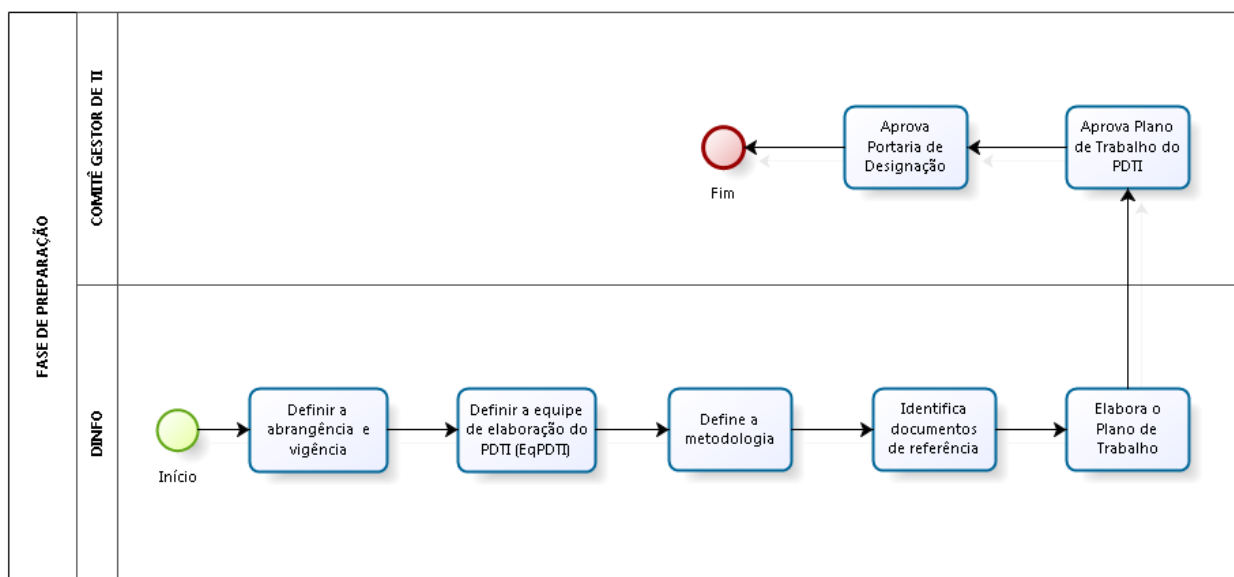 FASE DE PREPARAÇÃO
COMITÊ GESTOR DE TI
Aprova
Portaria de
Designação
Aprova Plano
de Trabalho do
PDTI
Fim
DINFO
Início
Definir a
abrangência e
vigência
Definir a equipe
de elaboração do
PDTI (EqPDTI)
Define a
metodologia
Identifica
documentos
de referência
Elabora o
Plano de
Trabalho